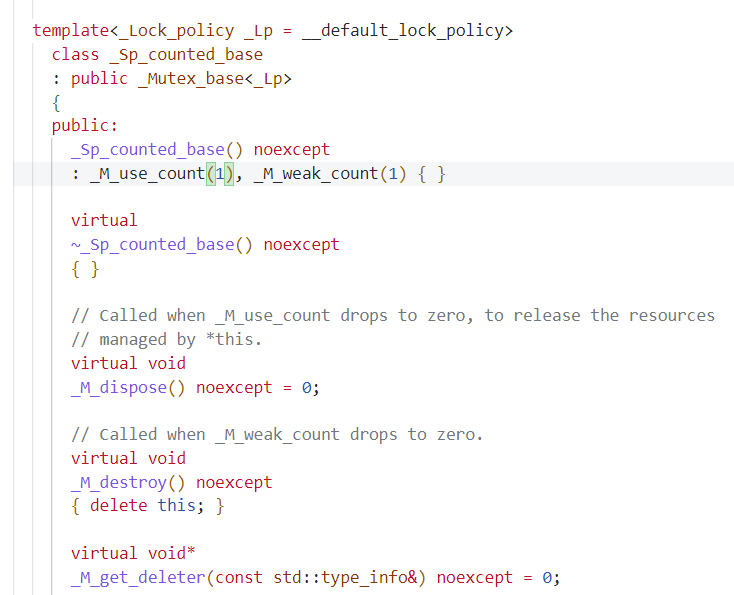 template<_Lock_policy _Lp = __default_lock_policy>
class _Sp_counted_base
: public _Mutex_base<_Lp>
{
public:
_Sp_counted_base() noexcept
: _M_use_count(1), _M_weak_count(1) { }
virtual
~_Sp_counted_base() noexcept
{ }
// Called when _M_use_count drops to zero, to release the resources
// managed by *this.
virtual void
_M_dispose() noexcept = 0;
// Called when _M_weak_count drops to zero.
virtual void
_M_destroy() noexcept
{ delete this; }
virtual void*
_M_get_deleter(const std::type_info&) noexcept = 0;